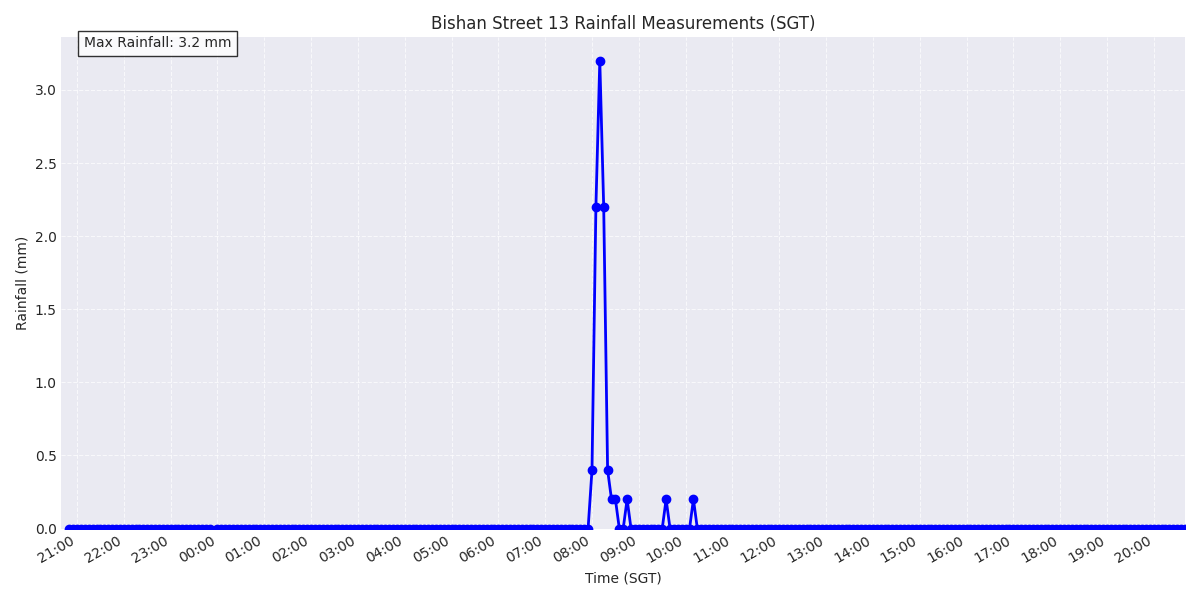 Bishan Street 13 Rainfall Measurements (SGT)
Max Rainfall: 3.2 mm
Rainfall (mm)
3.0
2.5
2.0
1.5
1.0
0.5
0.0
21:00 22:00 23:00 00:00 01:00 02:00 03:00 04:00 05:00 06:00 07:00 08:00 09:00 10:00 11:00 12:00 13:00 14:00 15:00 16:00 17:00 18:00 19:00 20:00
Time (SGT)